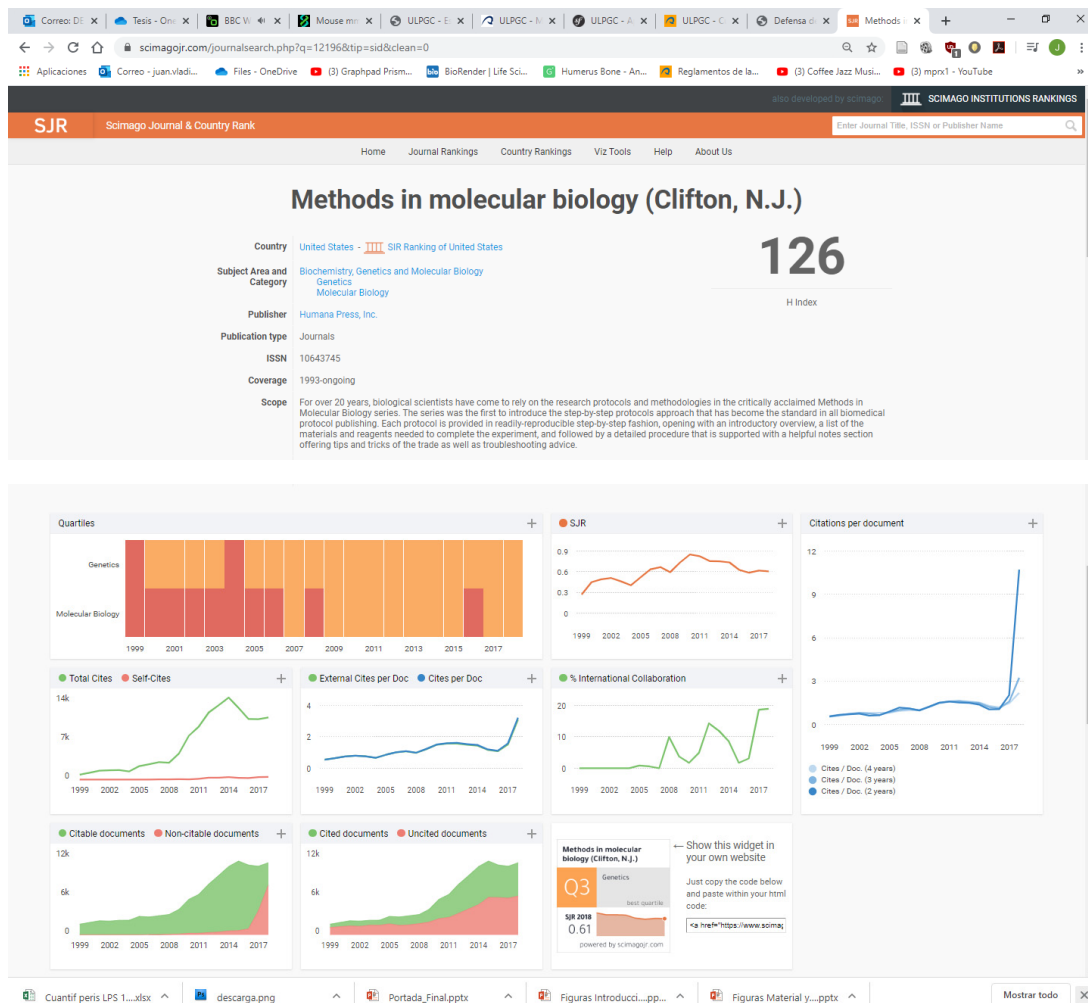 Correo: DE
Tesis - One
BBC W
Mouse mm
ULPGC - E
ULPGC - M
ULPGC - A
ULPGC - C
Defensa d
Methods i
scimagojr.com/journalsearch.php?q=12196&tip=sid&clean=0
Aplicaciones Correo - juan.vladi... Files - OneDrive (3) Graphpad Prism... BioRender | Life Sci... Humerus Bone - An... Reglamentos de la... (3) Coffee Jazz Musi... (3) mprx1 - YouTube »
also developed by scimago: SCIMAGO INSTITUTIONS RANKINGS
SJR Scimago Journal & Country Rank Enter Journal Title, ISSN or Publisher Name
Home Journal Rankings Country Rankings Viz Tools Help About Us
Methods in molecular biology (Clifton, N.J.)
Country United States - SIR Ranking of United States
126
H Index
Subject Area and Category
Biochemistry, Genetics and Molecular Biology
Genetics
Molecular Biology
Publisher Humana Press, Inc.
Publication type Journals
ISSN 10643745
Coverage 1993-ongoing
Scope For over 20 years, biological scientists have come to rely on the research protocols and methodologies in the critically acclaimed Methods in
Molecular Biology series. The series was the first to introduce the step-by-step protocols approach that has become the standard in all biomedical
protocol publishing. Each protocol is provided in readily-reproducible step-by-step fashion, opening with an introductory overview, a list of the
materials and reagents needed to complete the experiment, and followed by a detailed procedure that is supported with a helpful notes section
offering tips and tricks of the trade as well as troubleshooting advice.
Quartiles
Genetics
Molecular Biology
1999 2001 2003 2005 2007 2009 2011 2013 2015 2017
SJR
0.9
0.6
0.3
0
1999 2002 2005 2008 2011 2014 2017
Citations per document
12
9
6
3
0
1999 2002 2005 2008 2011 2014 2017
Cites / Doc. (4 years)
Cites / Doc. (3 years)
Cites / Doc. (2 years)
Total Cites Self-Cites
14k
7k
0
1999 2002 2005 2008 2011 2014 2017
External Cites per Doc Cites per Doc
4
2
0
1999 2002 2005 2008 2011 2014 2017
% International Collaboration
20
10
0
1999 2002 2005 2008 2011 2014 2017
Citable documents Non-citable documents
12k
6k
0
1999 2002 2005 2008 2011 2014 2017
Cited documents Uncited documents
12k
6k
0
1999 2002 2005 2008 2011 2014 2017
Methods in molecular
biology (Clifton, N.J.)
Q3
Genetics
best quartile
SJR 2018
0.61
powered by scimagojr.com
← Show this widget in
your own website
Just copy the code below
and paste within your html
code:
<a href="https://www.scimag
Cuantif peris LPS 1....xlsx
descarga.png
Portada_Final.pptx
Figuras Introducci....pp...
Figuras Material y....pptx
Mostrar todo